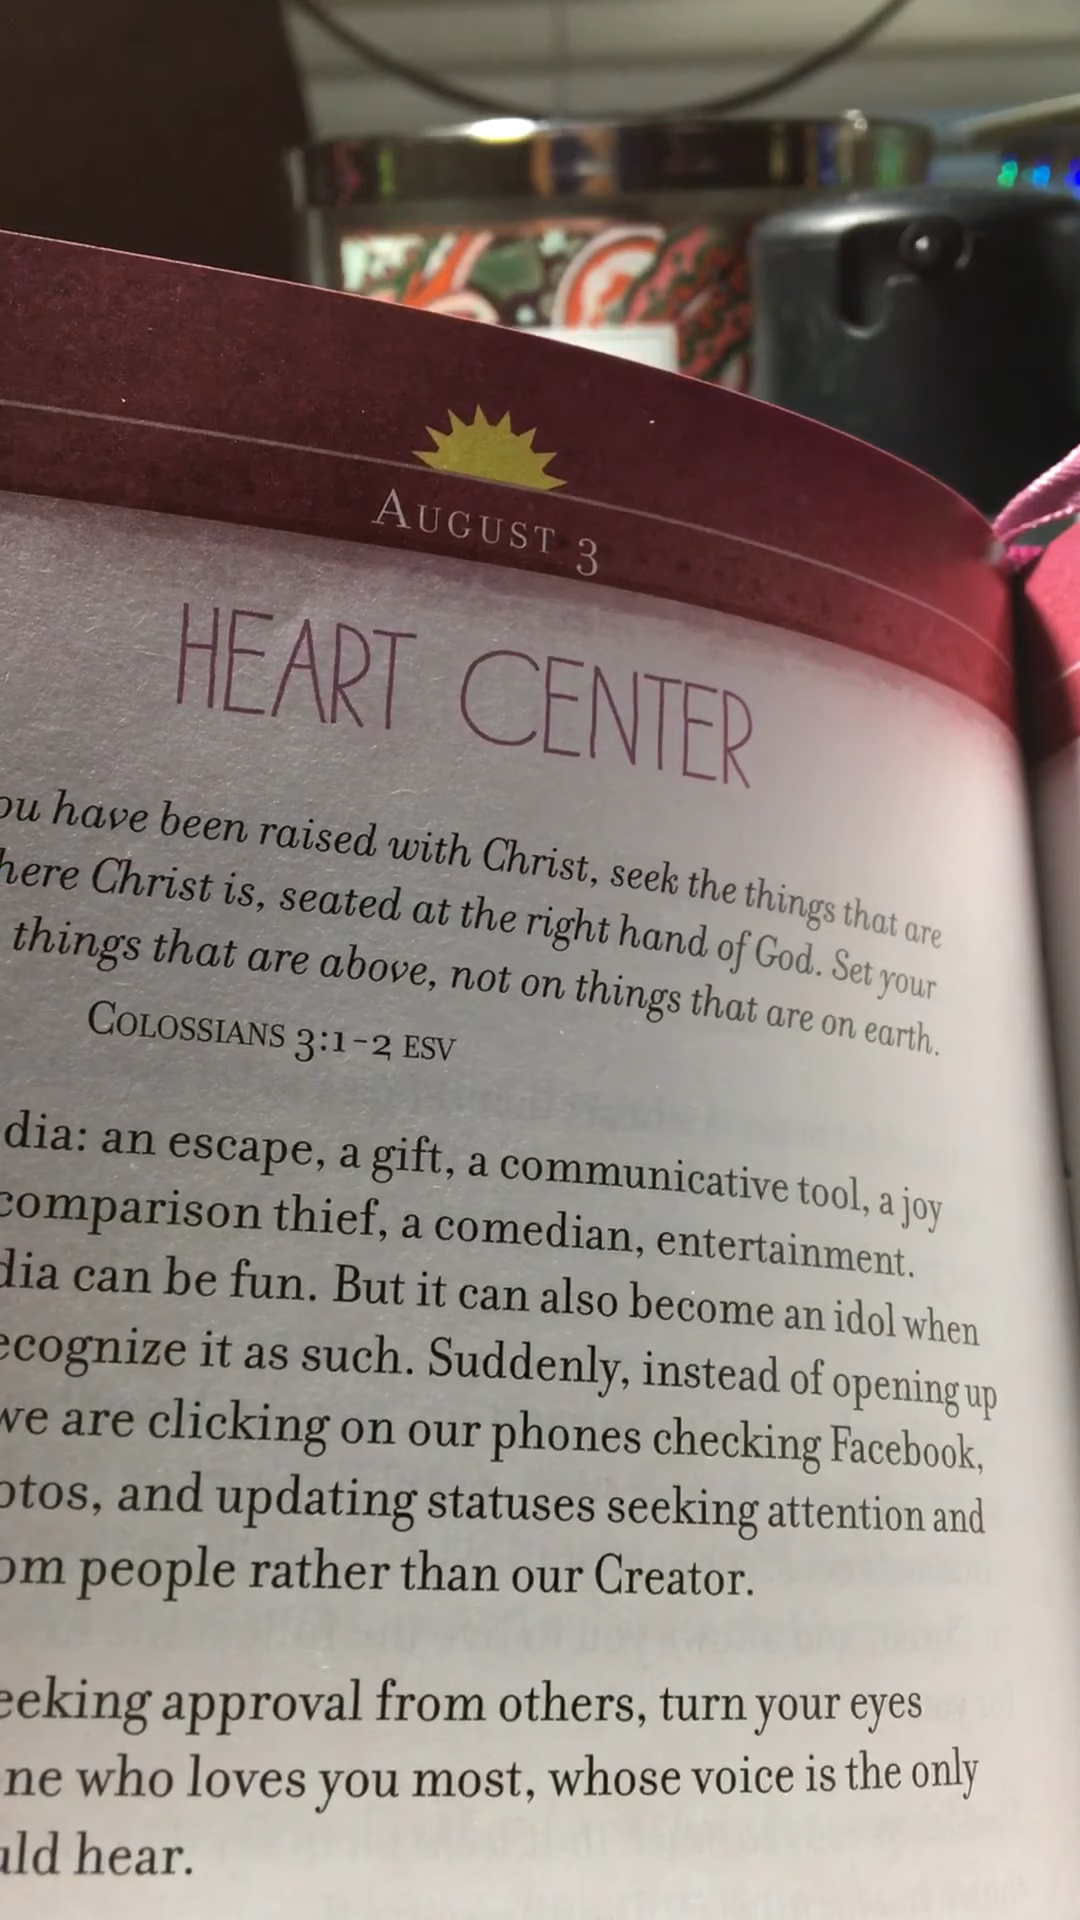 August 3
HEART CENTER
ou have been raised with Christ, seek the things that are
here Christ is, seated at the right hand of God. Set your
things that are above, not on things that are on earth.
Colossians 3:1-2 ESV
dia: an escape, a gift, a communicative tool, a joy
comparison thief, a comedian, entertainment.
dia can be fun. But it can also become an idol when
ecognize it as such. Suddenly, instead of opening up
we are clicking on our phones checking Facebook,
otos, and updating statuses seeking attention and
om people rather than our Creator.
eeking approval from others, turn your eyes
ne who loves you most, whose voice is the only
uld hear.